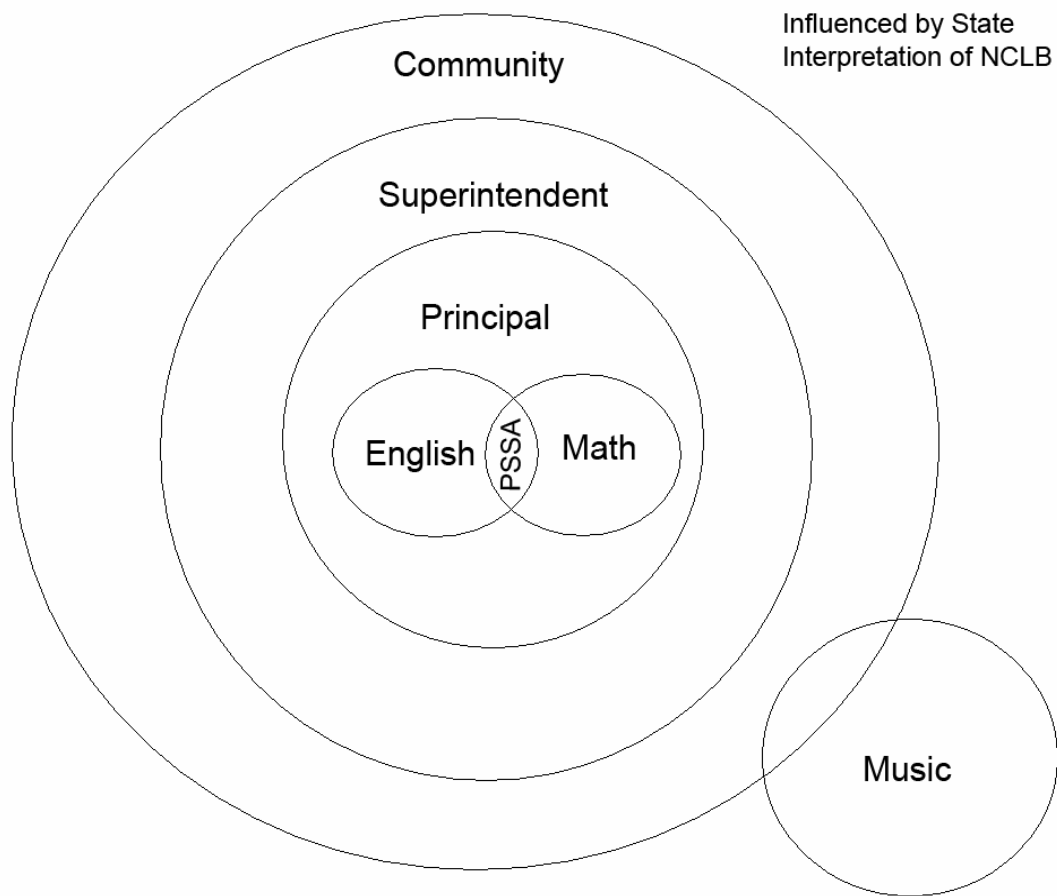 Influenced by State
Interpretation of NCLB
Community
Superintendent
Principal
English
PSSA
Math
Music